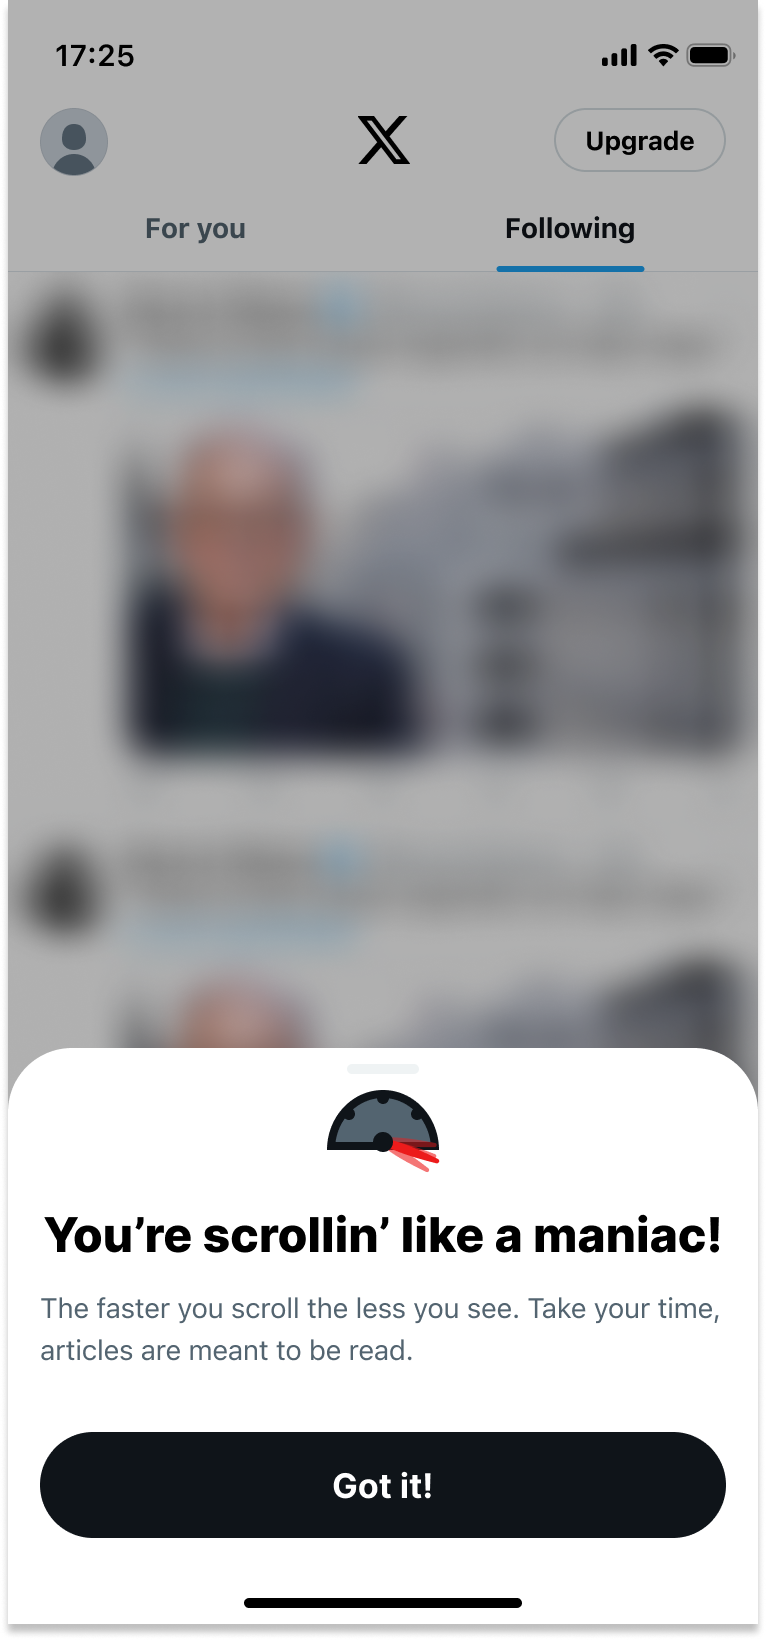 17:25
Upgrade
For you
Following
You’re scrollin’ like a maniac!
The faster you scroll the less you see. Take your time,
articles are meant to be read.
Got it!